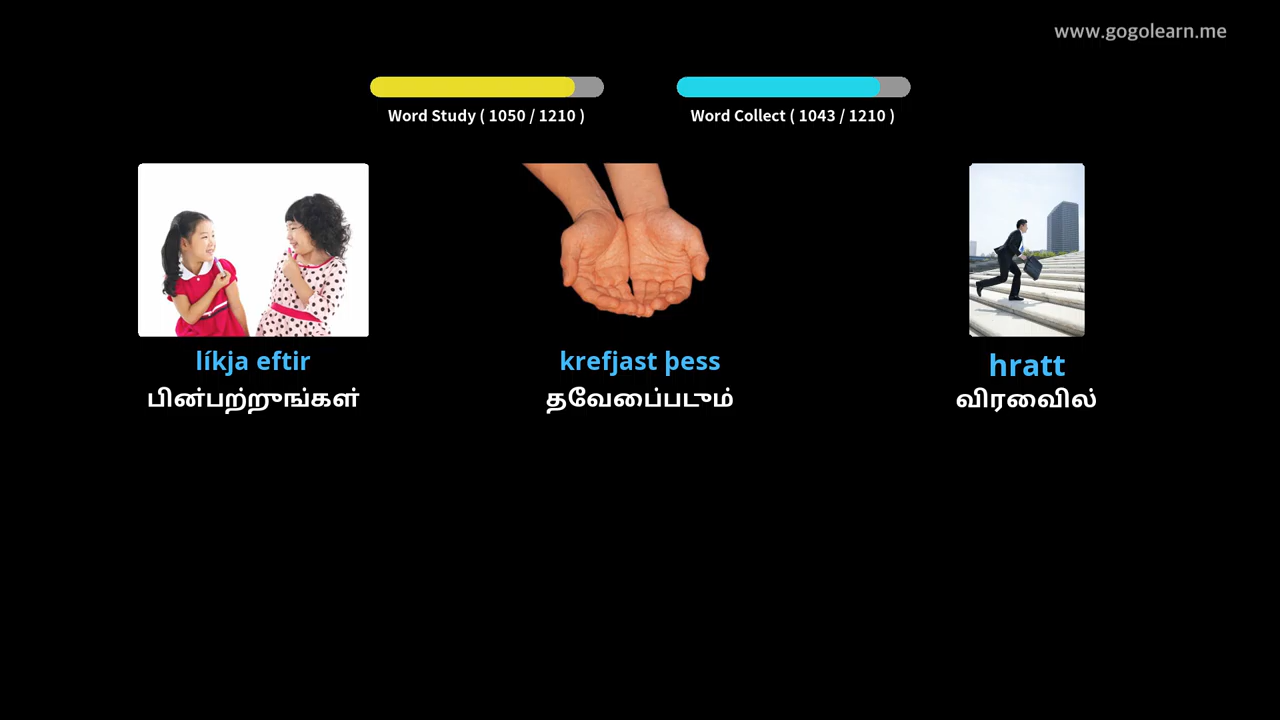 www.gogolearn.me
Word Study ( 1050 / 1210 )
Word Collect ( 1043 / 1210 )
líkja eftir
krefjast þess
hratt
பின்பற்றுங்கள்
தேவைப்படும்
விரைவில்